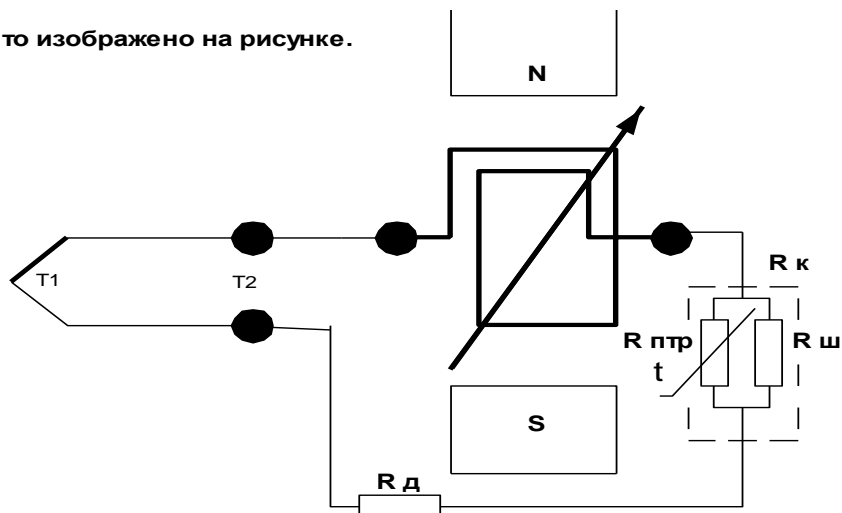 то изображено на рисунке.
N
T1
T2
R к
R птр
R ш
t
S
R д